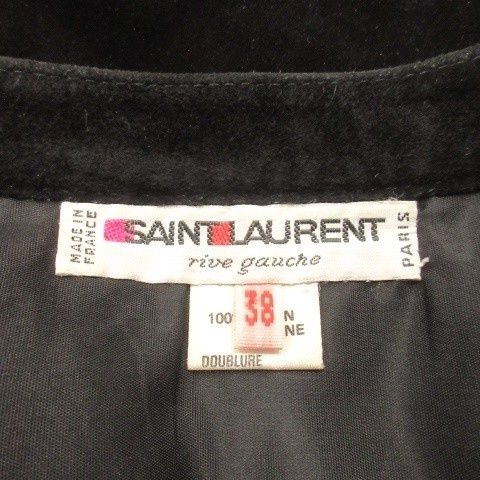 MADE IN
FRANCE
SAINT LAURENT
rive gauche
PARIS
38
100 N
NE
DOUBLURE